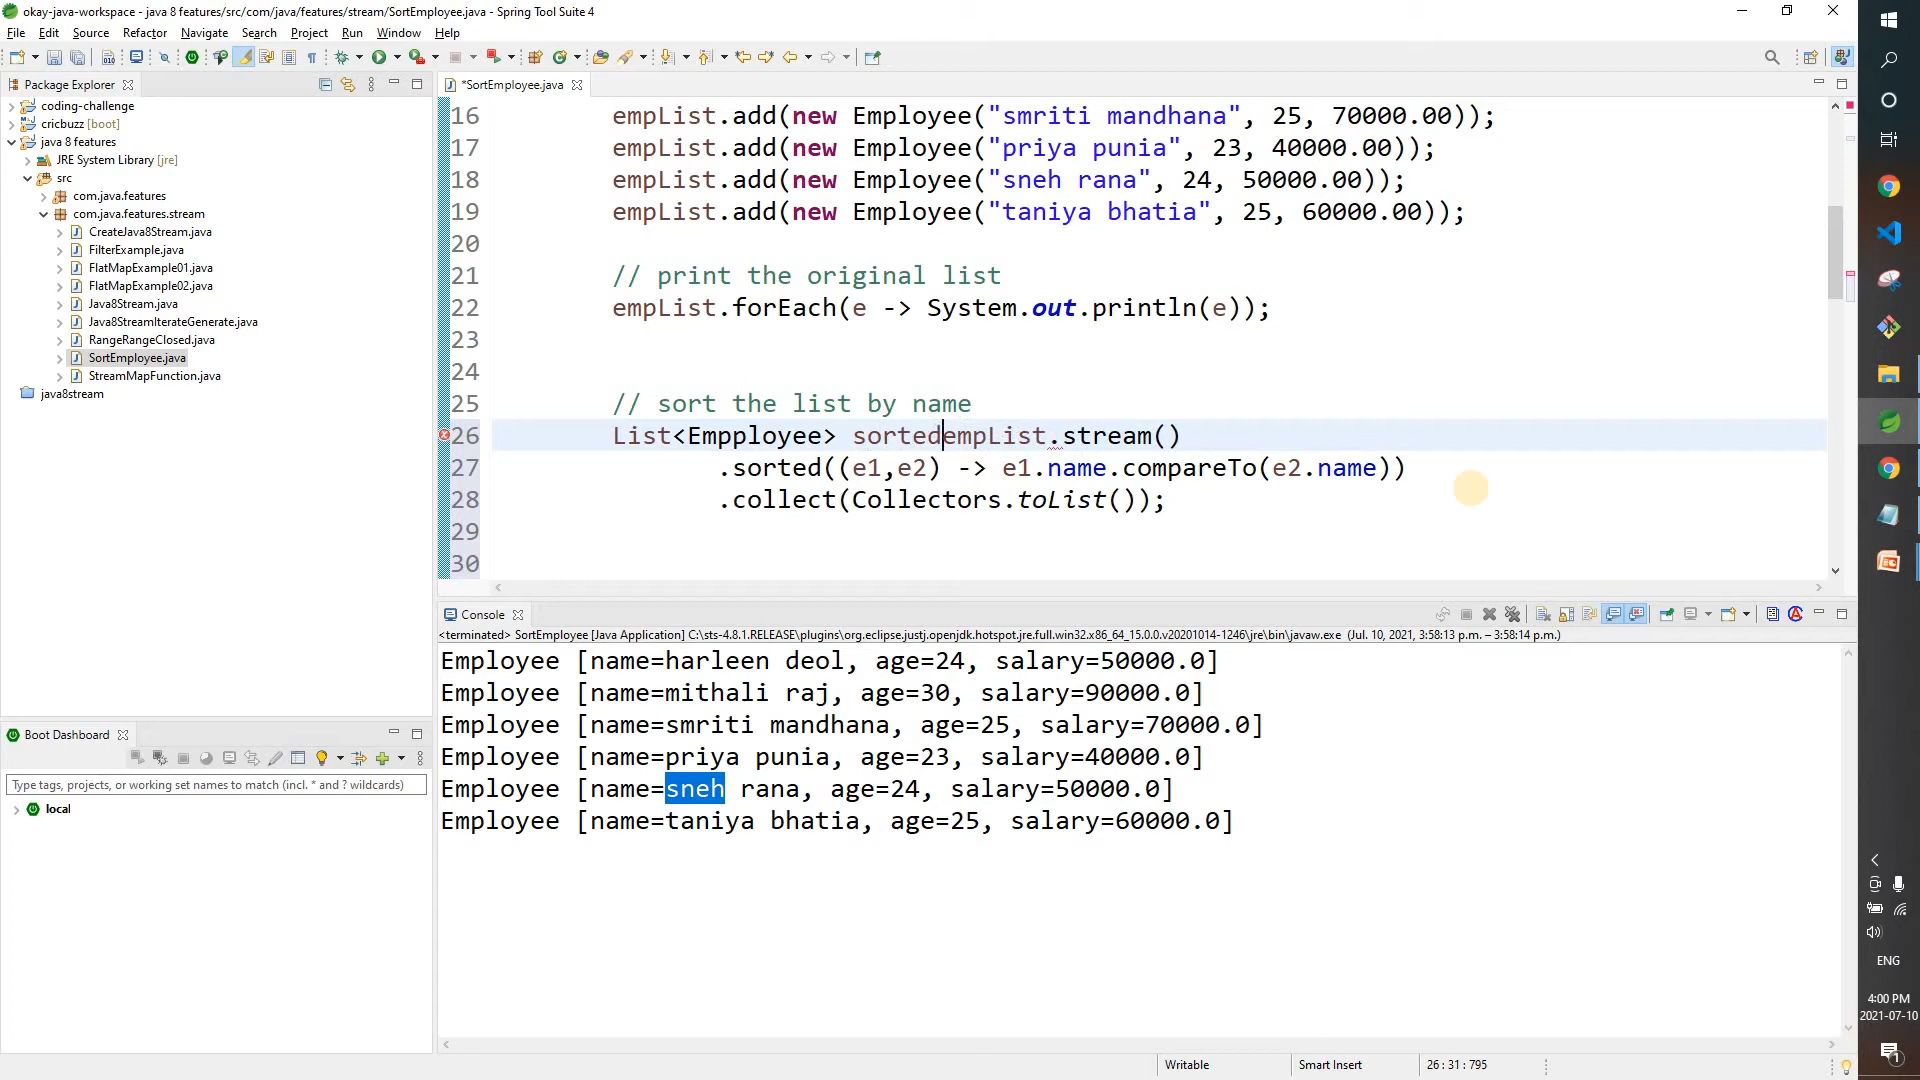 okay-java-workspace - java 8 features/src/com/java/features/stream/SortEmployee.java - Spring Tool Suite 4
File Edit Source Refactor Navigate Search Project Run Window Help
Package Explorer
coding-challenge
cricbuzz [boot]
java 8 features
JRE System Library [jre]
src
com.java.features
com.java.features.stream
CreateJava8Stream.java
FilterExample.java
FlatMapExample01.java
FlatMapExample02.java
Java8Stream.java
Java8StreamIterateGenerate.java
RangeRangeClosed.java
SortEmployee.java
StreamMapFunction.java
java8stream
Boot Dashboard
Type tags, projects, or working set names to match (incl. * and ? wildcards)
local
*SortEmployee.java
16 empList.add(new Employee("smriti mandhana", 25, 70000.00));
17 empList.add(new Employee("priya punia", 23, 40000.00));
18 empList.add(new Employee("sneh rana", 24, 50000.00));
19 empList.add(new Employee("taniya bhatia", 25, 60000.00));
20
21 // print the original list
22 empList.forEach(e -> System.out.println(e));
23
24
25 // sort the list by name
26 List<Empployee> sortedempList.stream()
27 .sorted((e1,e2) -> e1.name.compareTo(e2.name))
28 .collect(Collectors.toList());
29
30
Console
<terminated> SortEmployee [Java Application] C:\sts-4.8.1.RELEASE\plugins\org.eclipse.justj.openjdk.hotspot.jre.full.win32.x86_64_15.0.0.v20201014-1246\jre\bin\javaw.exe (Jul. 10, 2021, 3:58:13 p.m. – 3:58:14 p.m.)
Employee [name=harleen deol, age=24, salary=50000.0]
Employee [name=mithali raj, age=30, salary=90000.0]
Employee [name=smriti mandhana, age=25, salary=70000.0]
Employee [name=priya punia, age=23, salary=40000.0]
Employee [name=sneh rana, age=24, salary=50000.0]
Employee [name=taniya bhatia, age=25, salary=60000.0]
Writable
Smart Insert
26 : 31 : 795
ENG
4:00 PM
2021-07-10
1